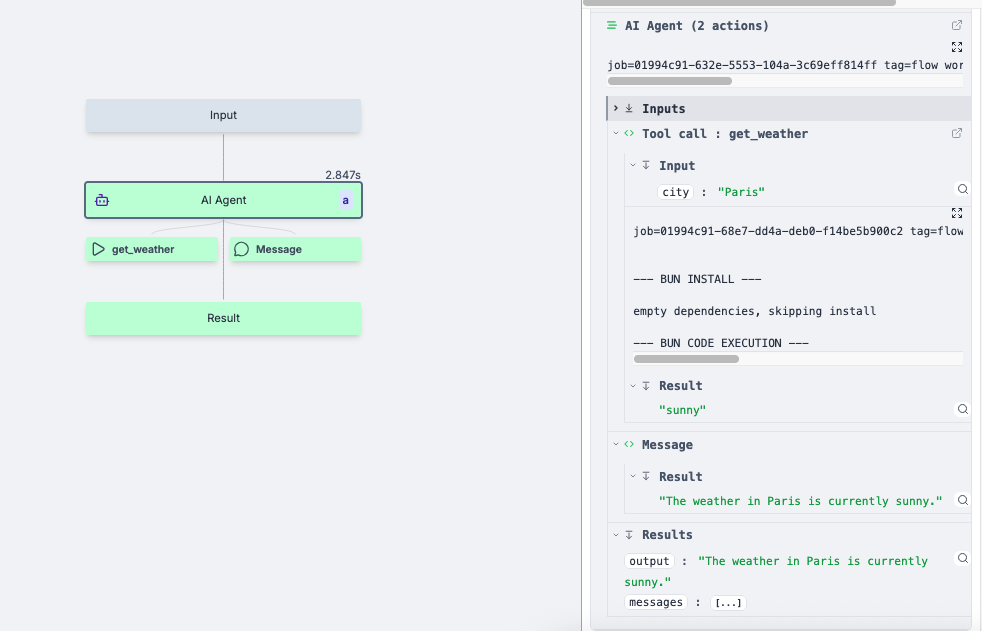 Input
2.847s
AI Agent
a
get_weather
Message
Result
AI Agent (2 actions)
job=01994c91-632e-5553-104a-3c69eff814ff tag=flow wor
Inputs
Tool call : get_weather
Input
city : "Paris"
job=01994c91-68e7-dd4a-deb0-f14be5b900c2 tag=flow
--- BUN INSTALL ---
empty dependencies, skipping install
--- BUN CODE EXECUTION ---
Result
"sunny"
Message
Result
"The weather in Paris is currently sunny."
Results
output : "The weather in Paris is currently
sunny."
messages : [...]